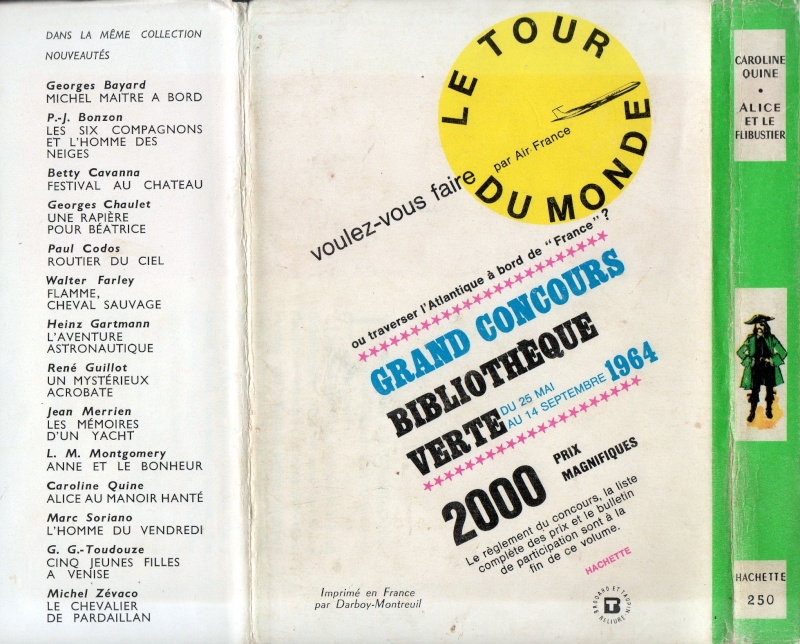 DANS LA MÊME COLLECTION
NOUVEAUTÉS
Georges Bayard
MICHEL MAITRE A BORD
P.-J. Bonzon
LES SIX COMPAGNONS
ET L'HOMME DES
NEIGES
Betty Cavanna
FESTIVAL AU CHATEAU
Georges Chaulet
UNE RAPIÈRE
POUR BÉATRICE
Paul Codos
ROUTIER DU CIEL
Walter Farley
FLAMME,
CHEVAL SAUVAGE
Heinz Gartmann
L'AVENTURE
ASTRONAUTIQUE
René Guillot
UN MYSTÉRIEUX
ACROBATE
Jean Merrien
LES MÉMOIRES
D'UN YACHT
L. M. Montgomery
ANNE ET LE BONHEUR
Caroline Quine
ALICE AU MANOIR HANTÉ
Marc Soriano
L'HOMME DU VENDREDI
G. G.-Toudouze
CINQ JEUNES FILLES
A VENISE
Michel Zévaco
LE CHEVALIER
DE PARDAILLAN
voulez-vous faire
LE TOUR
DU MONDE
par Air-France
ou traverser l'Atlantique à bord de "France" ?
GRAND CONCOURS
BIBLIOTHÈQUE
VERTE
DU 25 MAI
AU 14 SEPTEMBRE 1964
2000
PRIX
MAGNIFIQUES
Le règlement du concours, la liste
complète des prix et le bulletin
de participation sont à la
fin de ce volume.
HACHETTE
Imprimé en France
par Darboy-Montreuil
BRODARD ET TAUPIN
RELIURE
BT
CAROLINE
QUINE
•
ALICE
ET LE
FLIBUSTIER
HACHETTE
250